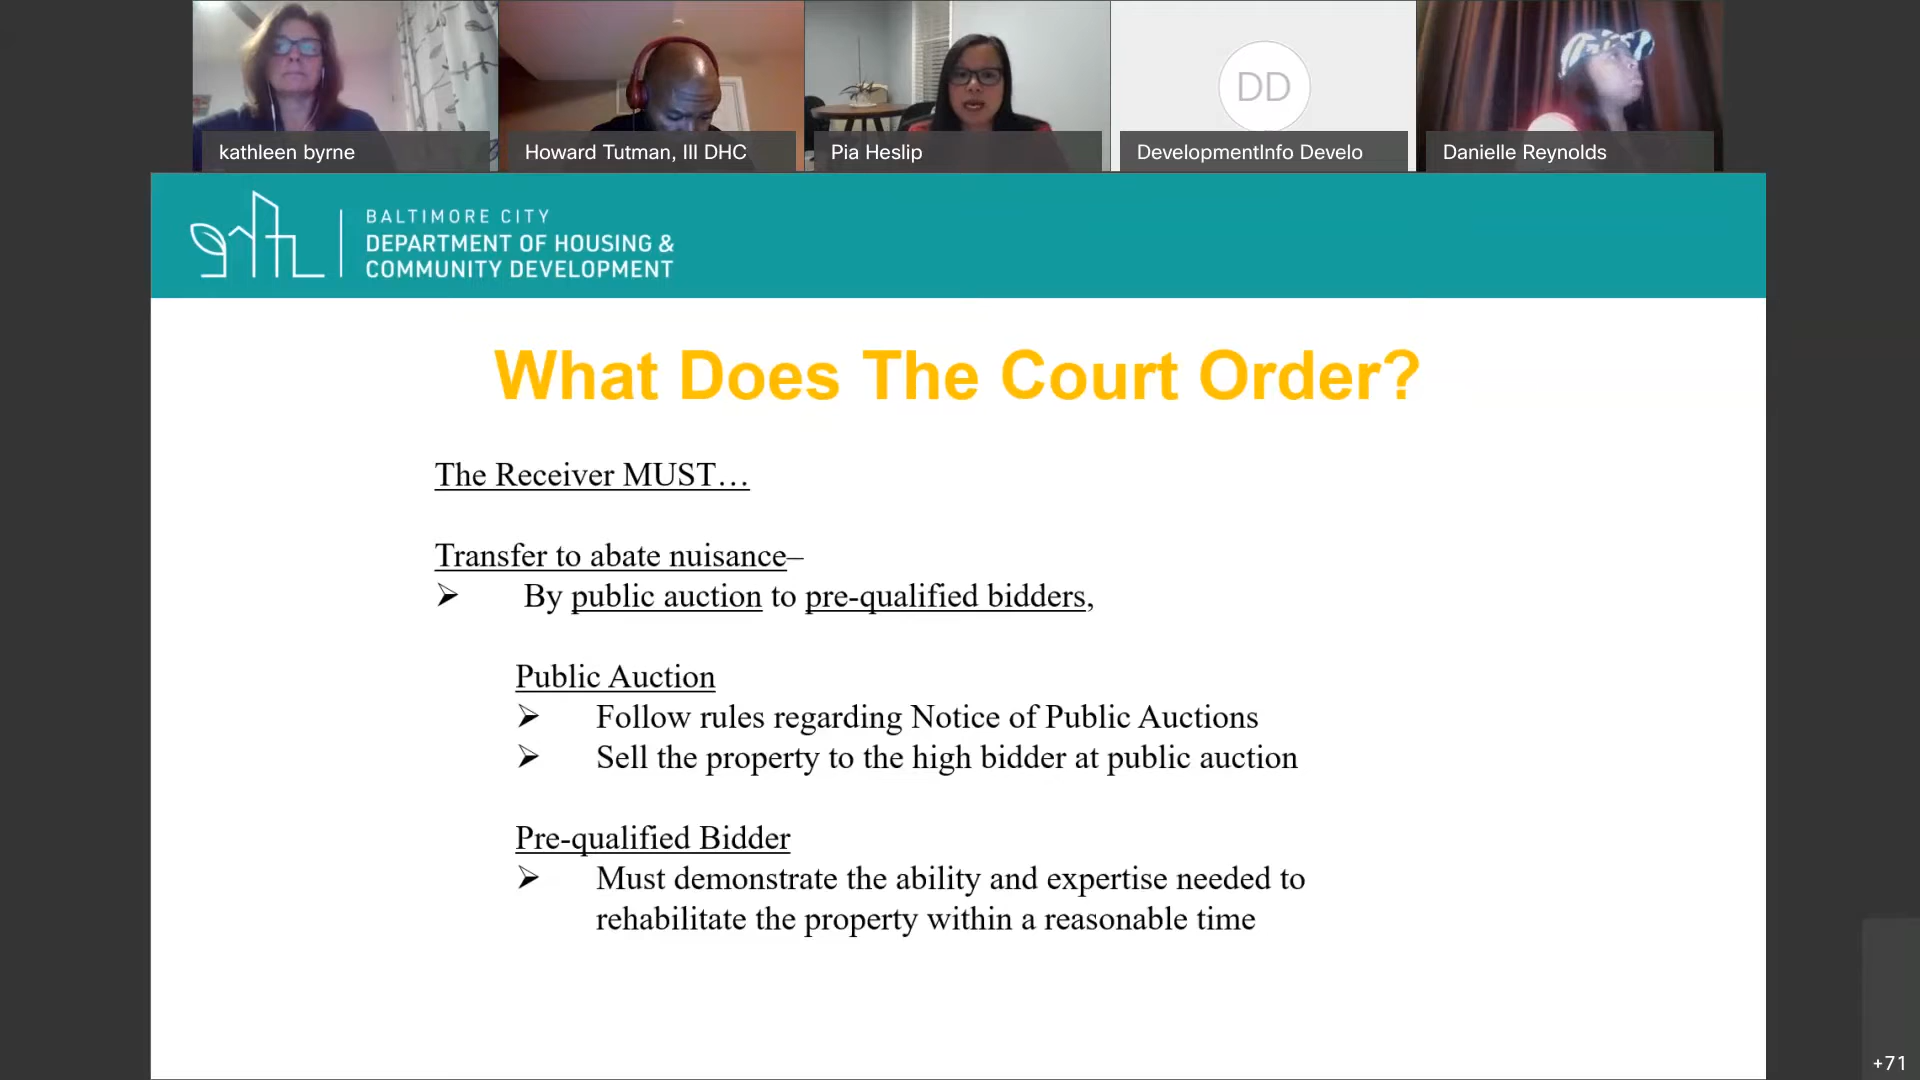 kathleen byrne
Howard Tutman, III DHC
Pia Heslip
DD
DevelopmentInfo Develo
Danielle Reynolds
BALTIMORE CITY
DEPARTMENT OF HOUSING &
COMMUNITY DEVELOPMENT
What Does The Court Order?
The Receiver MUST…
Transfer to abate nuisance–
➢ By public auction to pre-qualified bidders,
Public Auction
➢ Follow rules regarding Notice of Public Auctions
➢ Sell the property to the high bidder at public auction
Pre-qualified Bidder
➢ Must demonstrate the ability and expertise needed to
rehabilitate the property within a reasonable time
+71